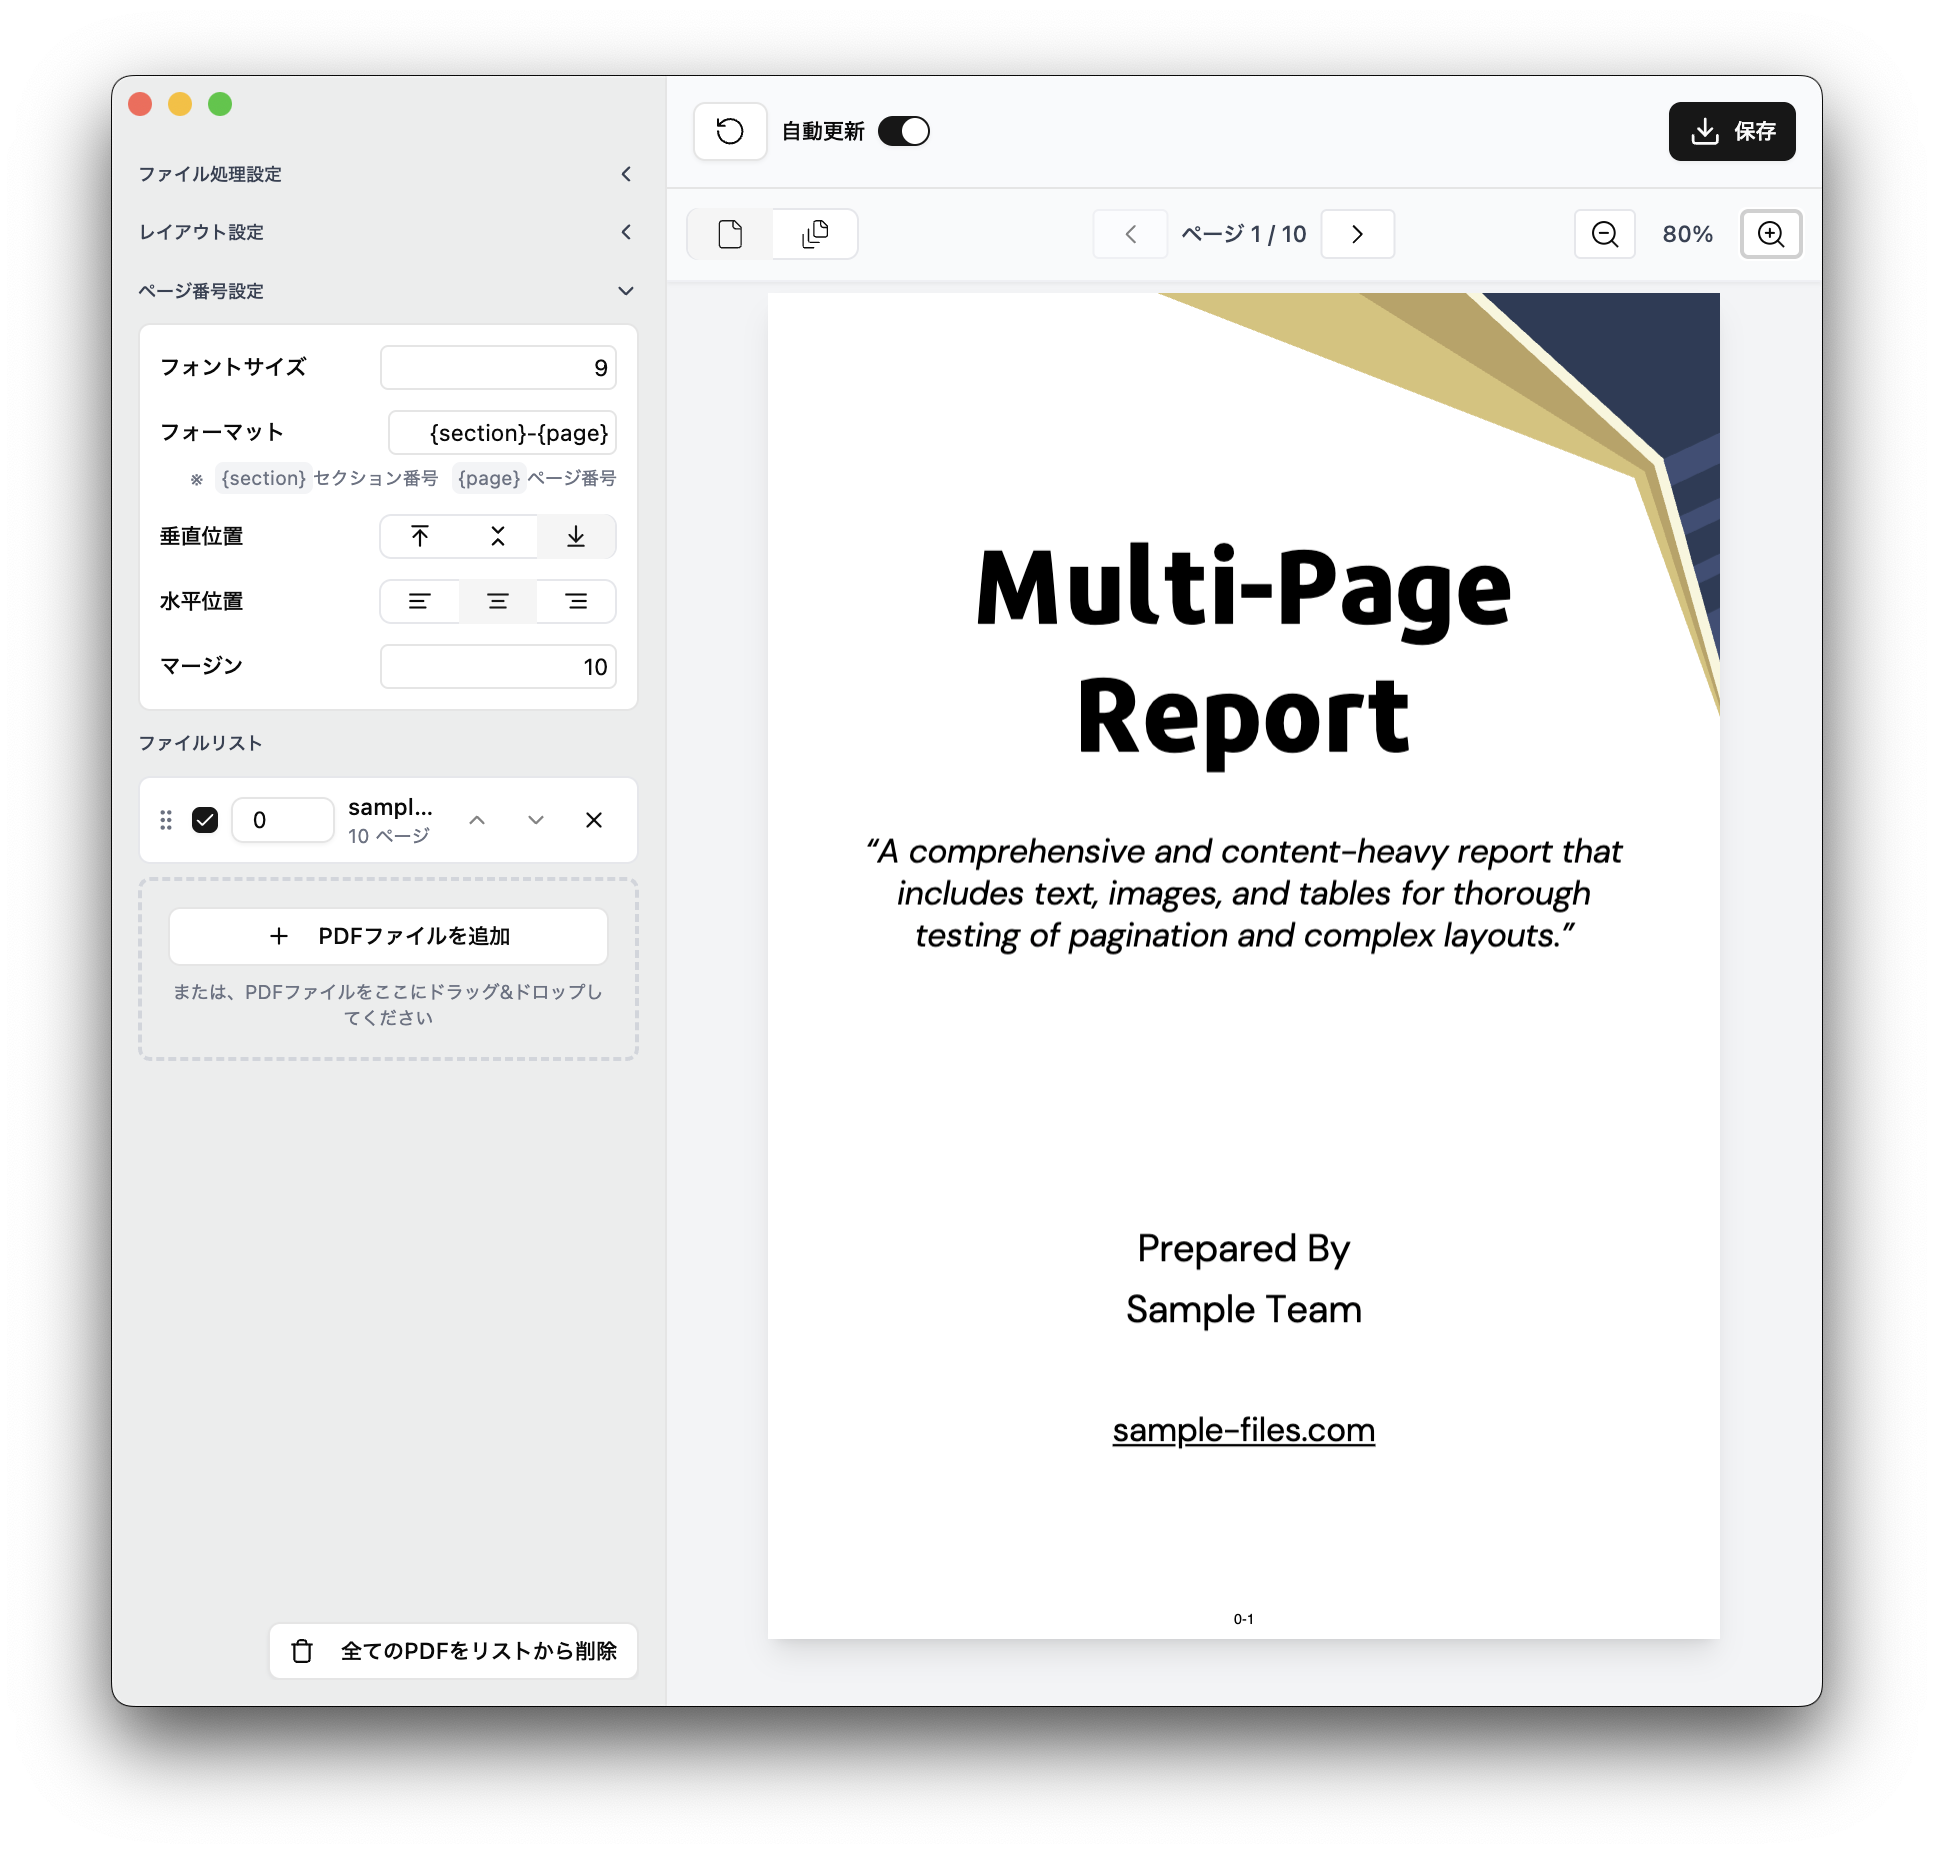 ファイル処理設定
レイアウト設定
ページ番号設定
フォントサイズ 9
フォーマット {section}-{page}
※ {section}セクション番号 {page}ページ番号
垂直位置
水平位置
マージン 10
ファイルリスト
0 sampl...
10 ページ
PDFファイルを追加
または、PDFファイルをここにドラッグ&ドロップし
てください
全てのPDFをリストから削除
自動更新
保存
ページ 1 / 10
80%
Multi-Page
Report
“A comprehensive and content-heavy report that
includes text, images, and tables for thorough
testing of pagination and complex layouts.”
Prepared By
Sample Team
sample-files.com
0-1